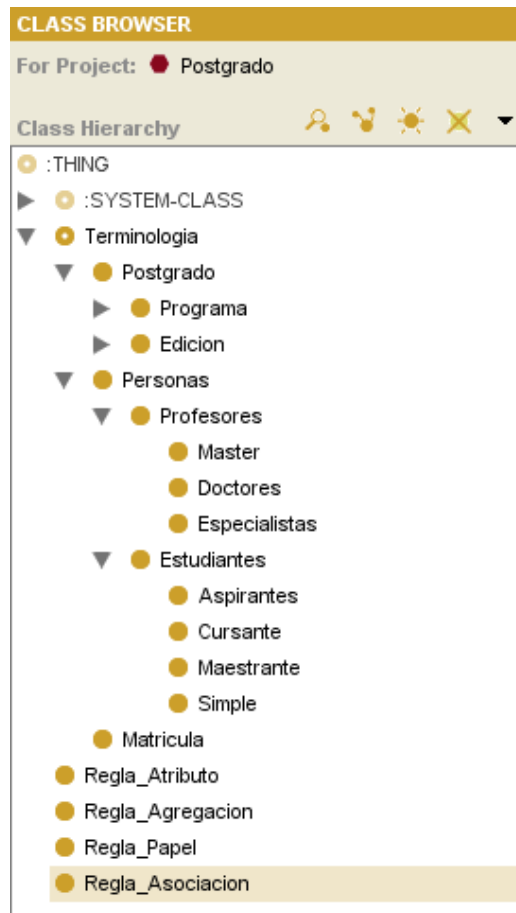 CLASS BROWSER
For Project: Postgrado
Class Hierarchy
:THING
:SYSTEM-CLASS
Terminologia
Postgrado
Programa
Edicion
Personas
Profesores
Master
Doctores
Especialistas
Estudiantes
Aspirantes
Cursante
Maestrante
Simple
Matricula
Regla_Atributo
Regla_Agregacion
Regla_Papel
Regla_Asociacion